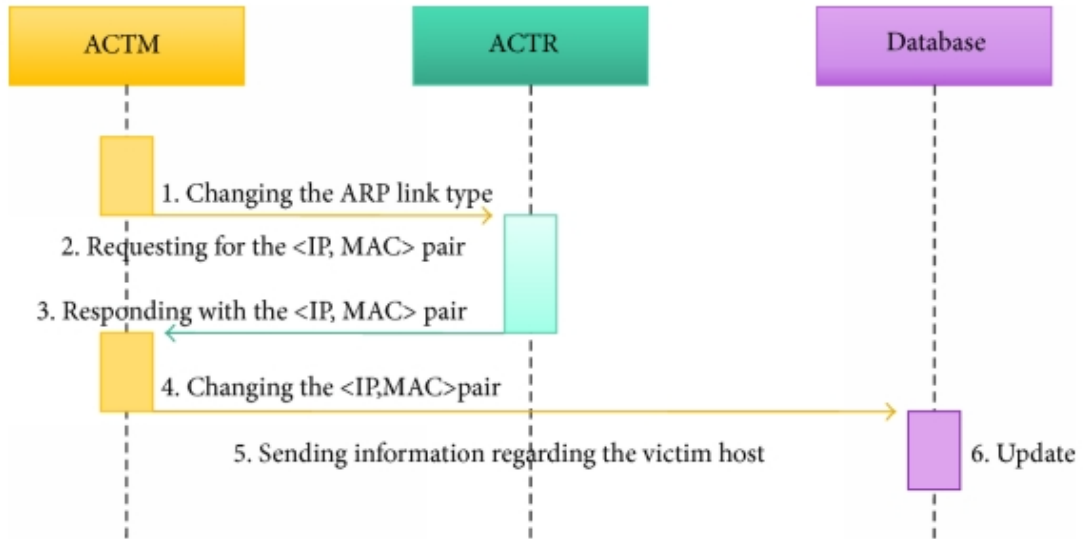 ACTM
ACTR
Database
1. Changing the ARP link type
2. Requesting for the <IP, MAC> pair
3. Responding with the <IP, MAC> pair
4. Changing the <IP,MAC>pair
5. Sending information regarding the victim host
6. Update